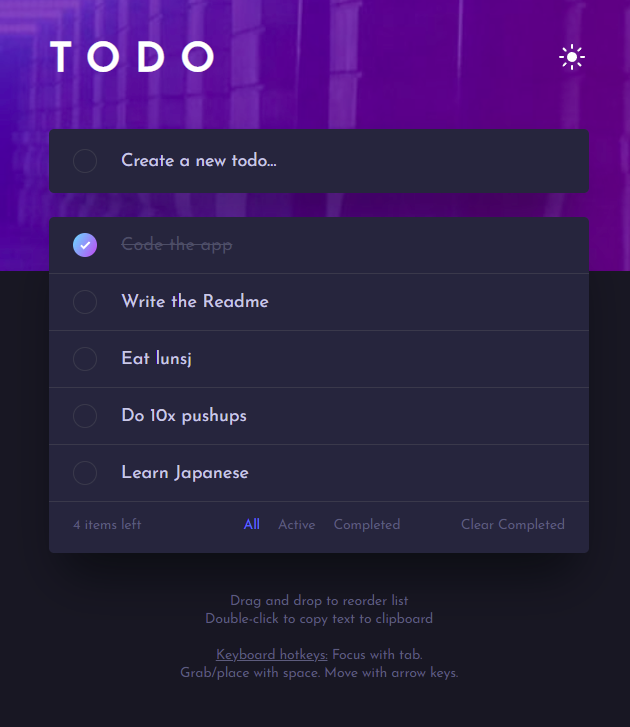 TODO
Create a new todo...
Code the app
Write the Readme
Eat lunsj
Do 10x pushups
Learn Japanese
4 items left All Active Completed Clear Completed
Drag and drop to reorder list
Double-click to copy text to clipboard
Keyboard hotkeys: Focus with tab.
Grab/place with space. Move with arrow keys.